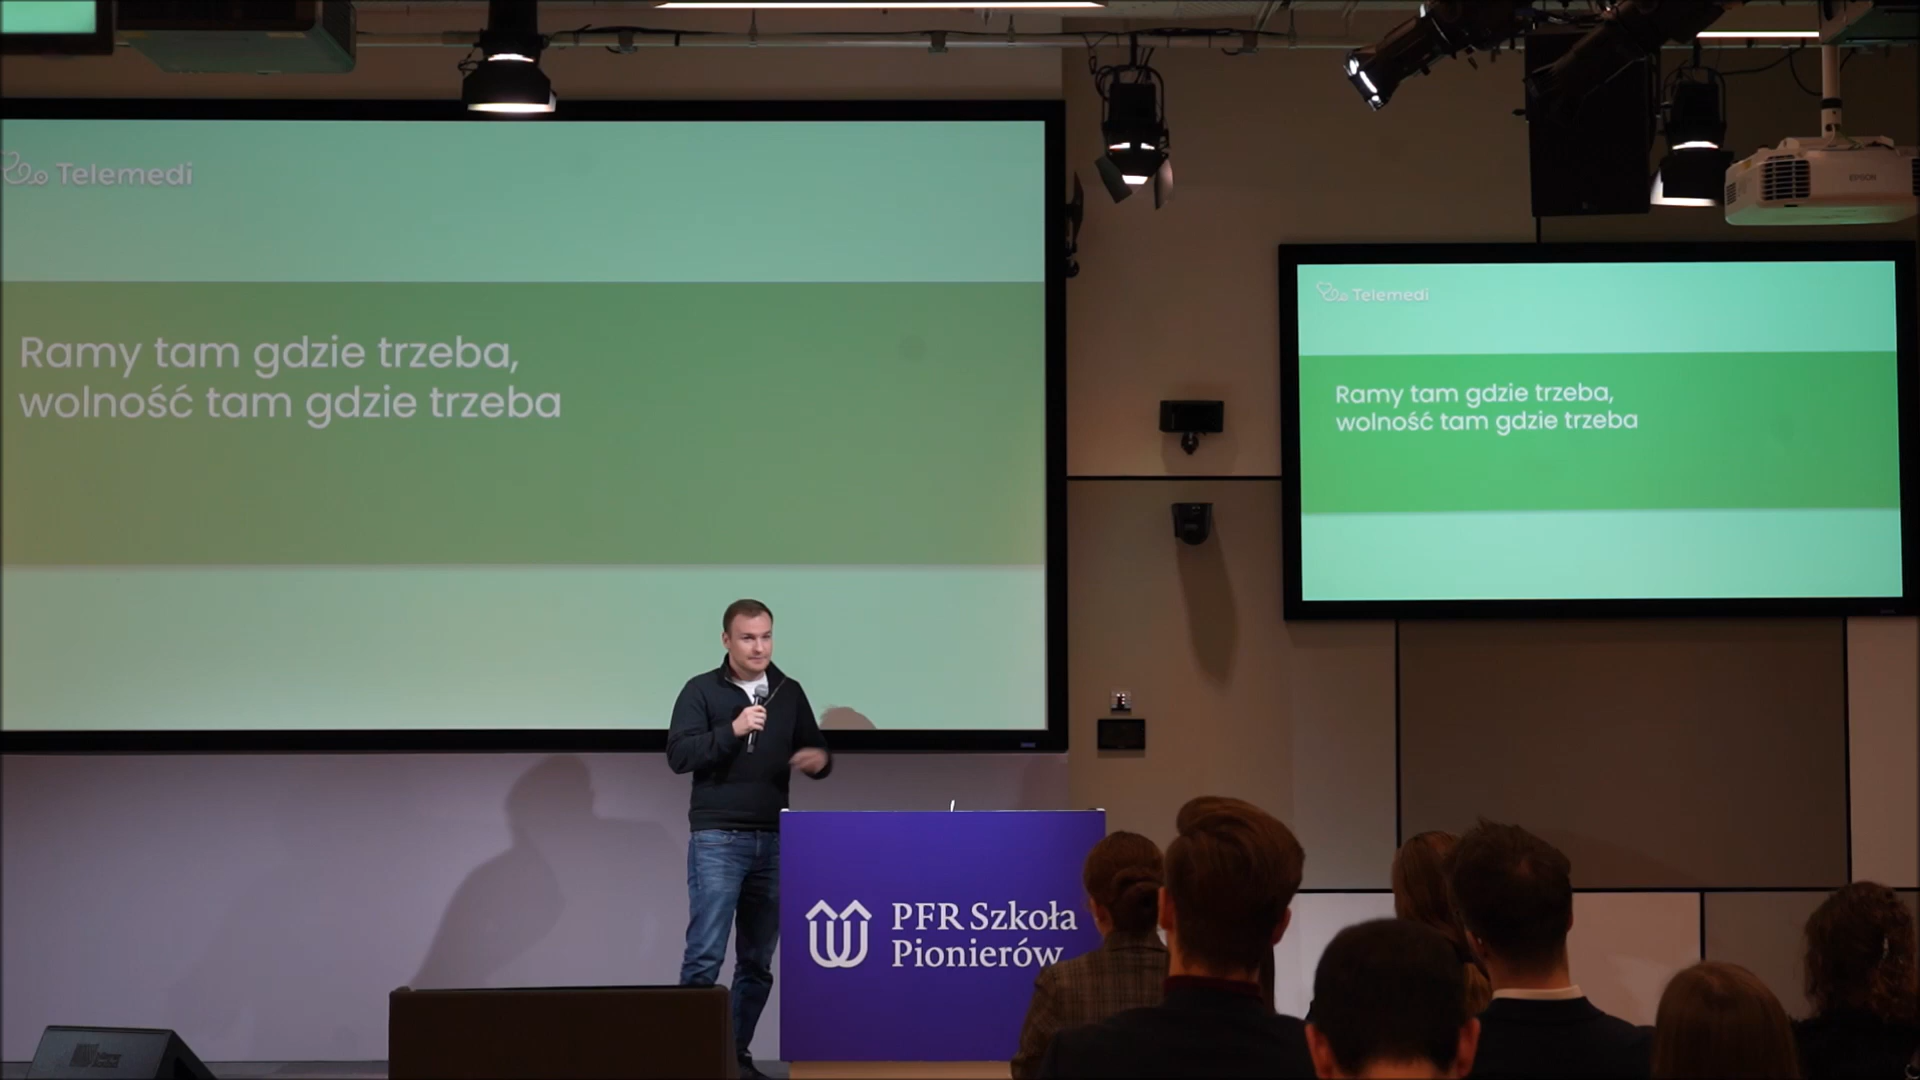 Telemedi
Ramy tam gdzie trzeba,
wolność tam gdzie trzeba
EPSON
Telemedi
Ramy tam gdzie trzeba,
wolność tam gdzie trzeba
PFR Szkoła
Pionierów